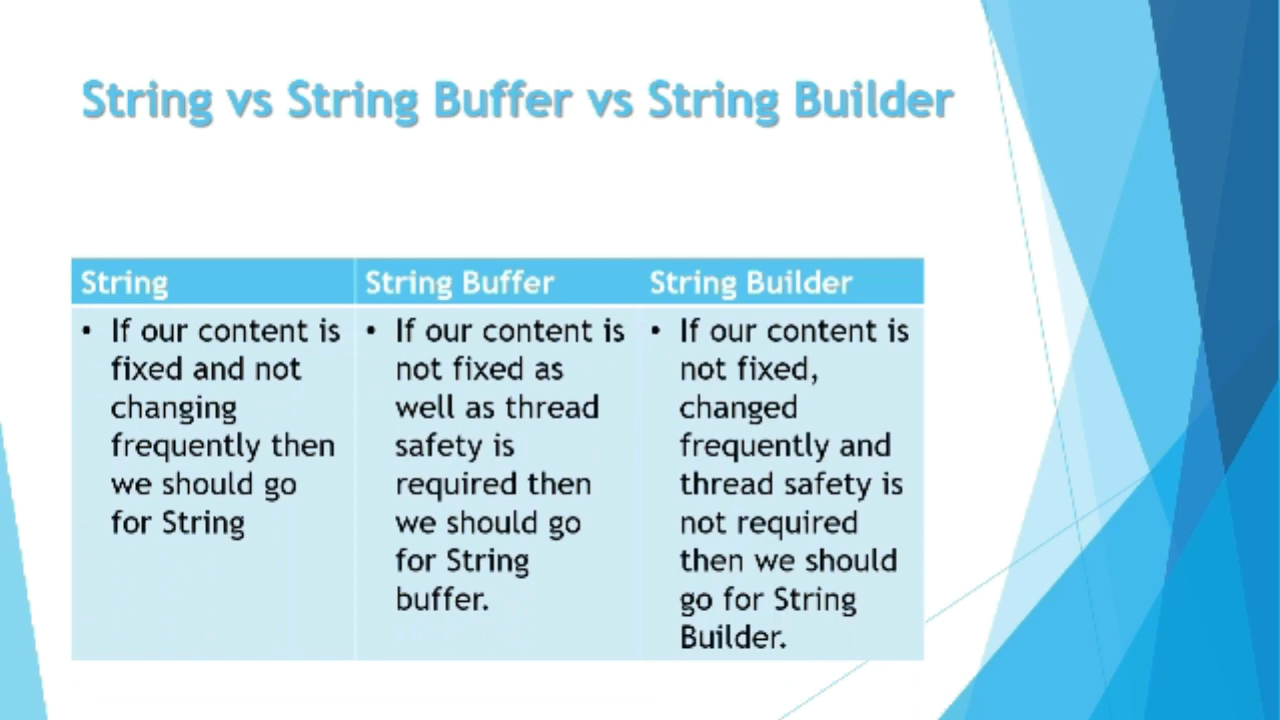 String vs String Buffer vs String Builder
String
• If our content is
fixed and not
changing
frequently then
we should go
for String
String Buffer
• If our content is
not fixed as
well as thread
safety is
required then
we should go
for String
buffer.
String Builder
• If our content is
not fixed,
changed
frequently and
thread safety is
not required
then we should
go for String
Builder.